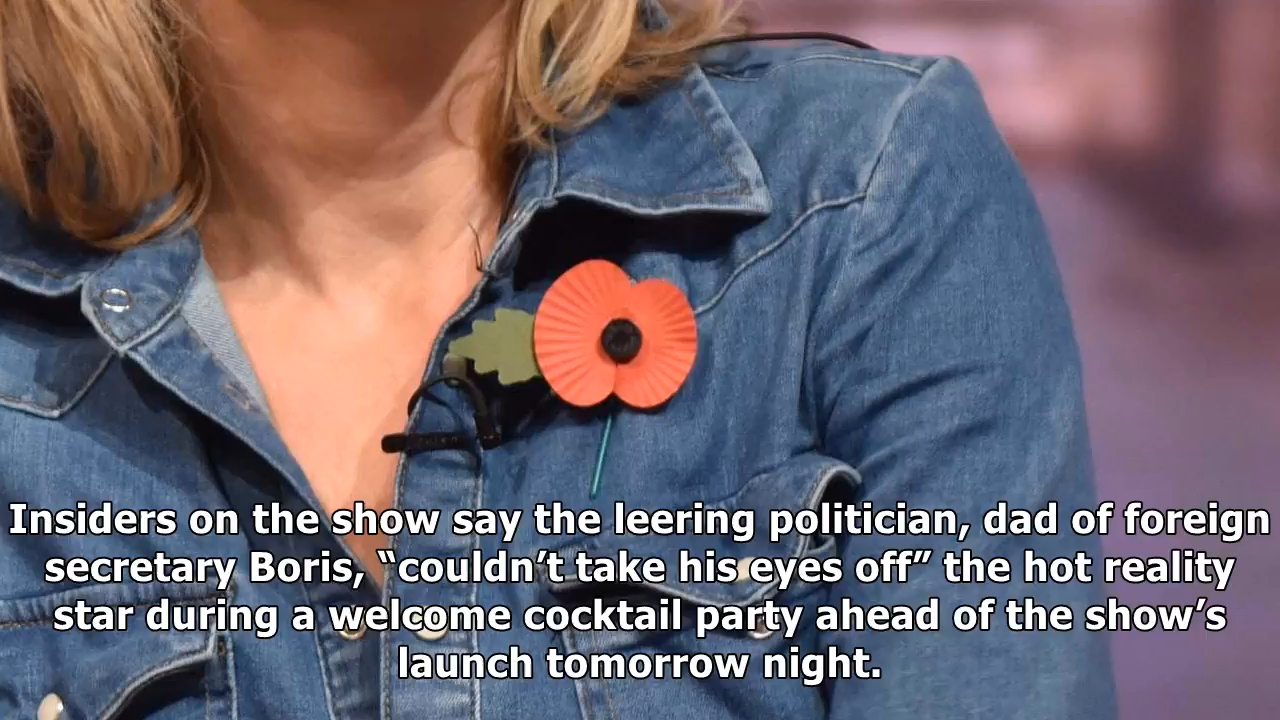 Insiders on the show say the leering politician, dad of foreign
secretary Boris, “couldn’t take his eyes off” the hot reality
star during a welcome cocktail party ahead of the show’s
launch tomorrow night.